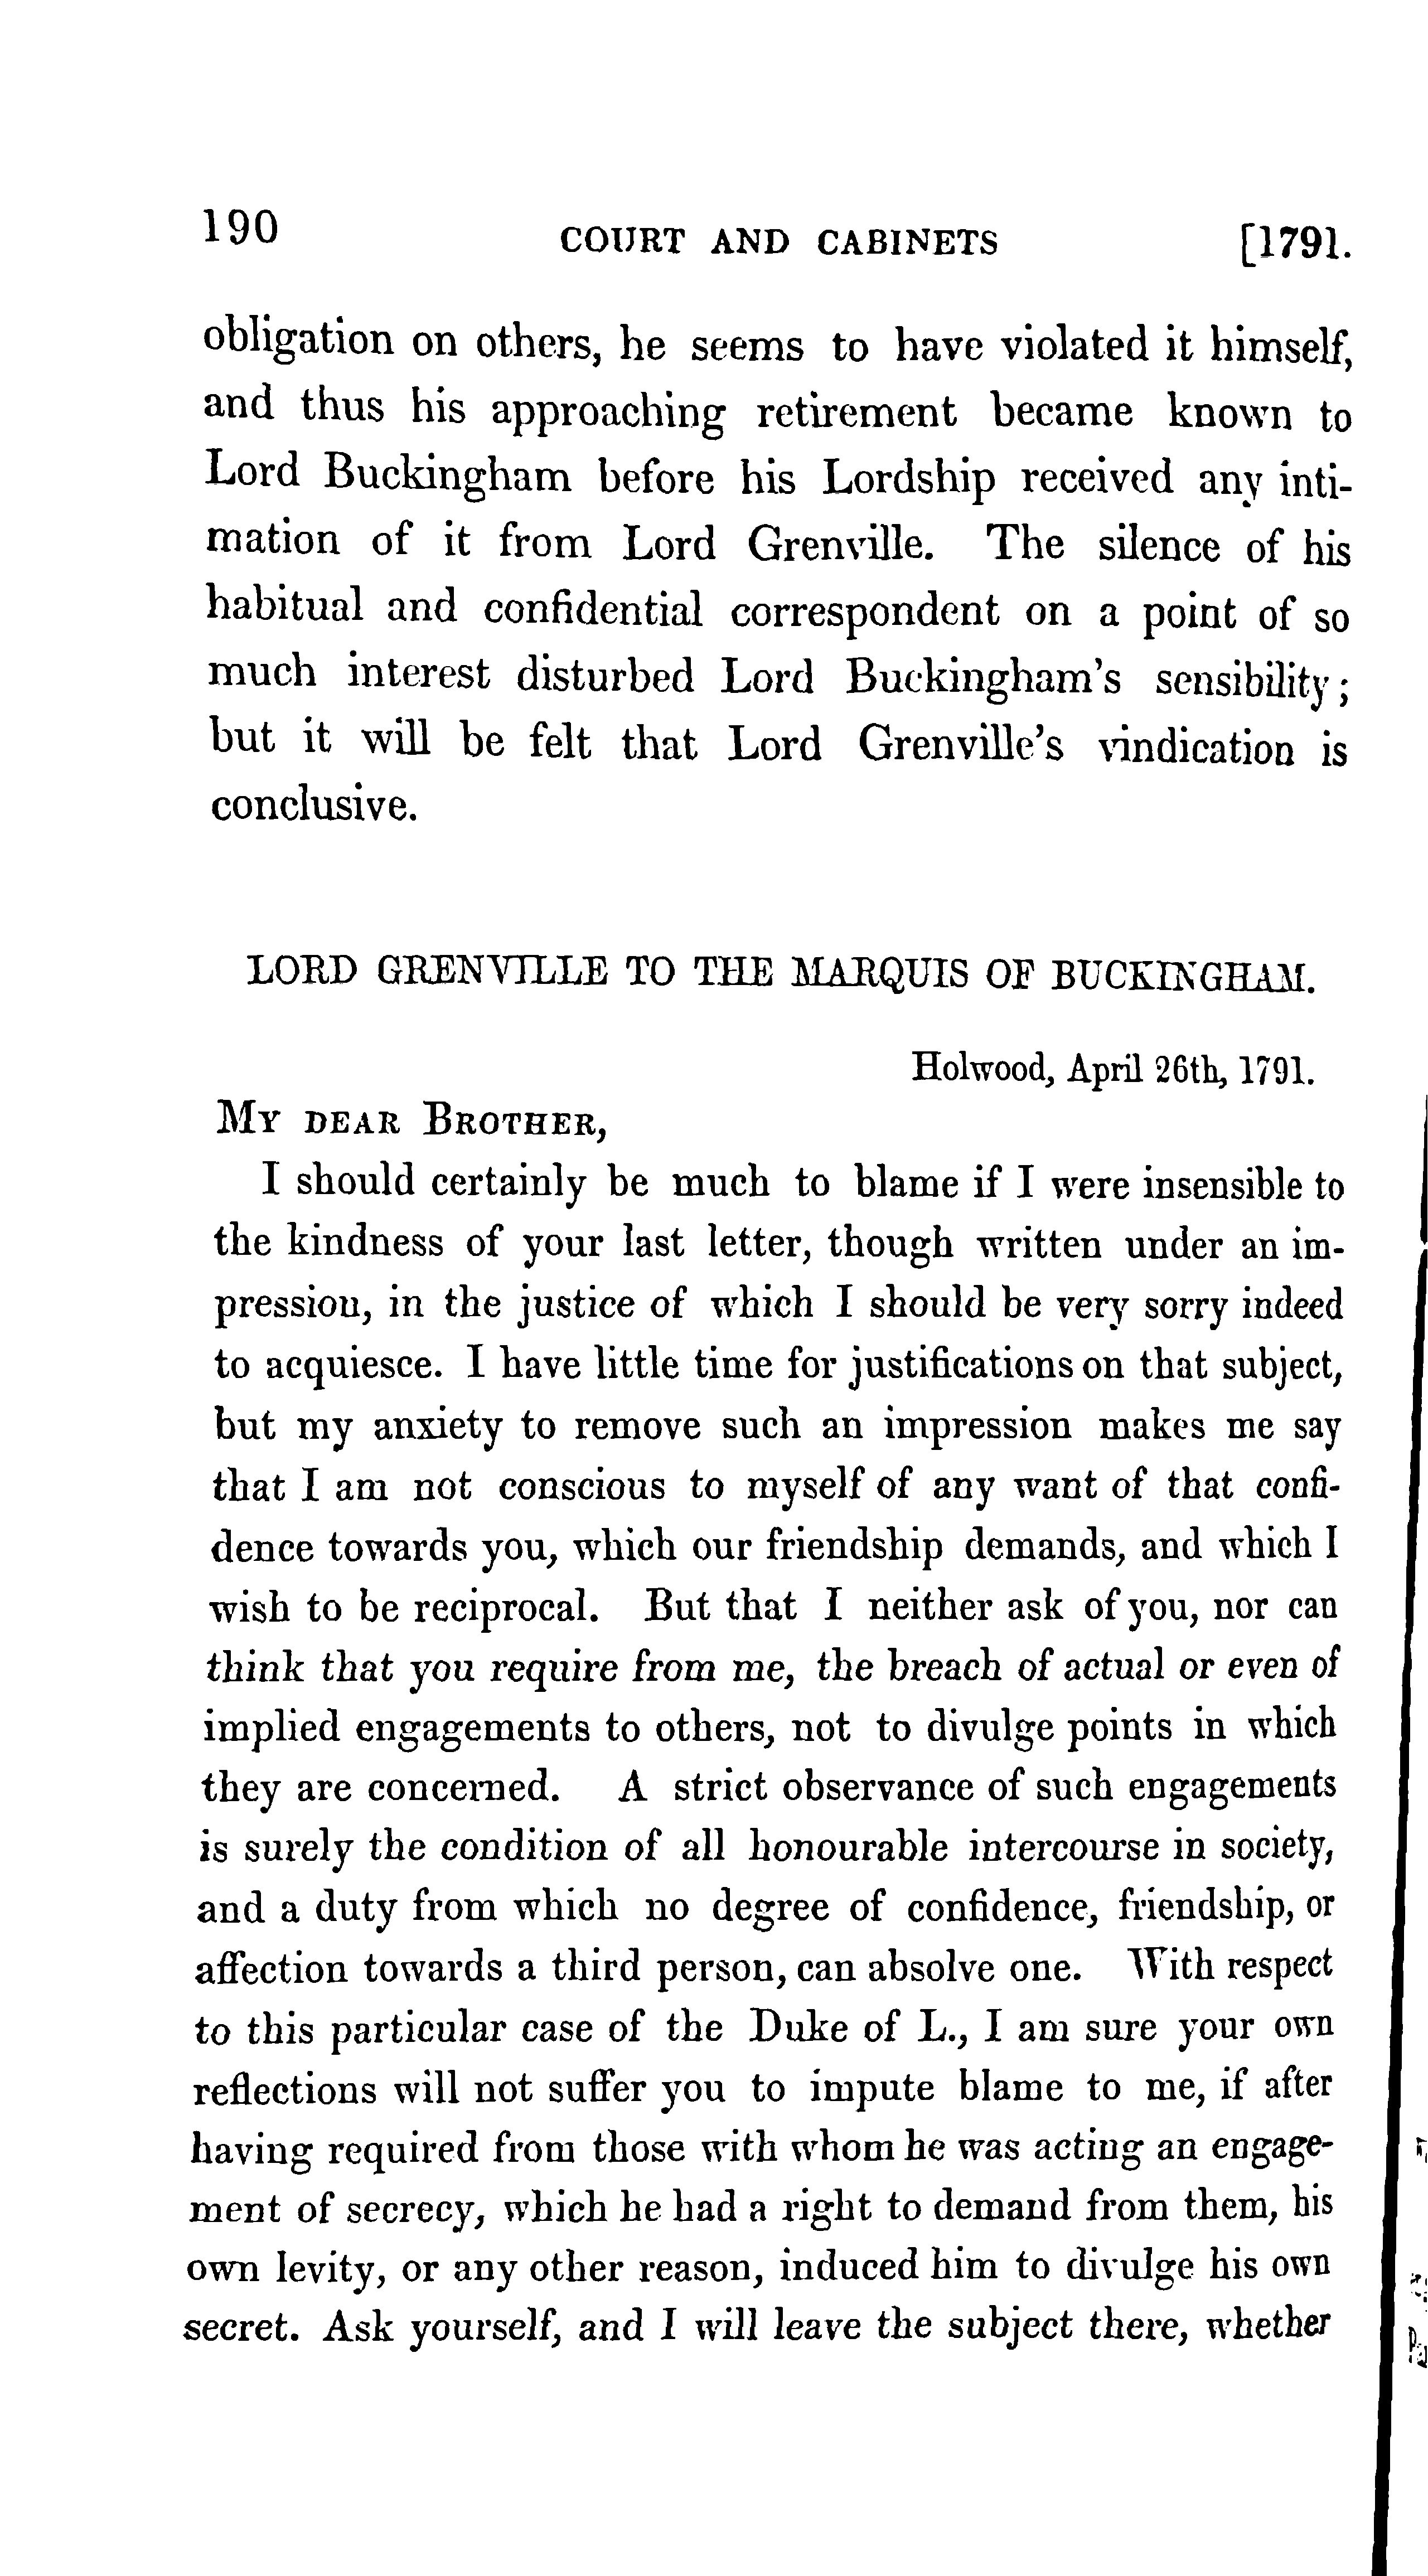 190 COURT AND CABINETS [1791.
obligation on others, he seems to have violated it himself,
and thus his approaching retirement became known to
Lord Buckingham before his Lordship received any inti-
mation of it from Lord Grenville. The silence of his
habitual and confidential correspondent on a point of so
much interest disturbed Lord Buckingham's sensibility;
but it will be felt that Lord Grenville's vindication is
conclusive.
LORD GRENVILLE TO THE MARQUIS OF BUCKINGHAM.
Holwood, April 26th, 1791.
MY DEAR BROTHER,
I should certainly be much to blame if I were insensible to
the kindness of your last letter, though written under an im-
pression, in the justice of which I should be very sorry indeed
to acquiesce. I have little time for justifications on that subject,
but my anxiety to remove such an impression makes me say
that I am not conscious to myself of any want of that confi-
dence towards you, which our friendship demands, and which I
wish to be reciprocal. But that I neither ask of you, nor can
think that you require from me, the breach of actual or even of
implied engagements to others, not to divulge points in which
they are concerned. A strict observance of such engagements
is surely the condition of all honourable intercourse in society,
and a duty from which no degree of confidence, friendship, or
affection towards a third person, can absolve one. With respect
to this particular case of the Duke of L., I am sure your own
reflections will not suffer you to impute blame to me, if after
having required from those with whom he was acting an engage-
ment of secrecy, which he had a right to demand from them, his
own levity, or any other reason, induced him to divulge his own
secret. Ask yourself, and I will leave the subject there, whether